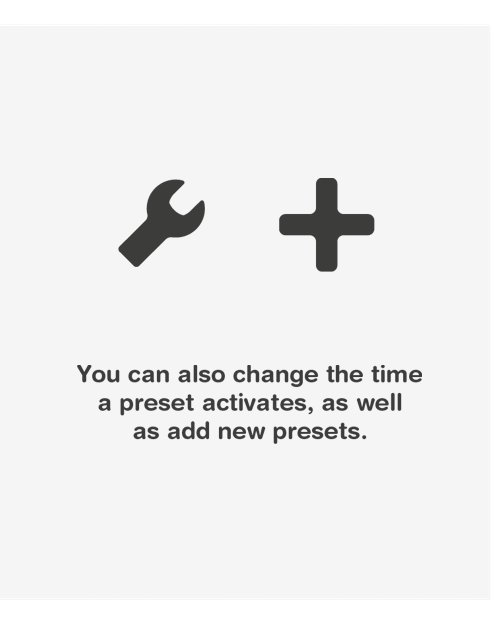 You can also change the time
a preset activates, as well
as add new presets.